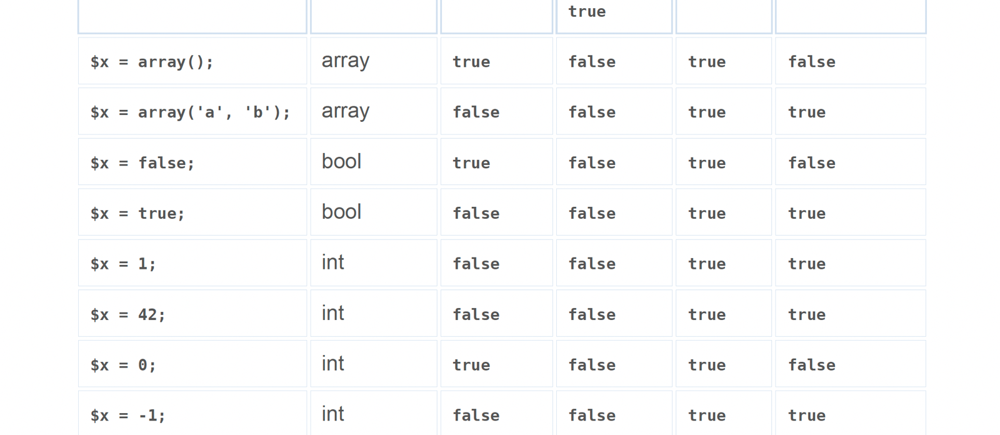 true
$x = array(); array true false true false
$x = array('a', 'b'); array false false true true
$x = false; bool true false true false
$x = true; bool false false true true
$x = 1; int false false true true
$x = 42; int false false true true
$x = 0; int true false true false
$x = -1; int false false true true